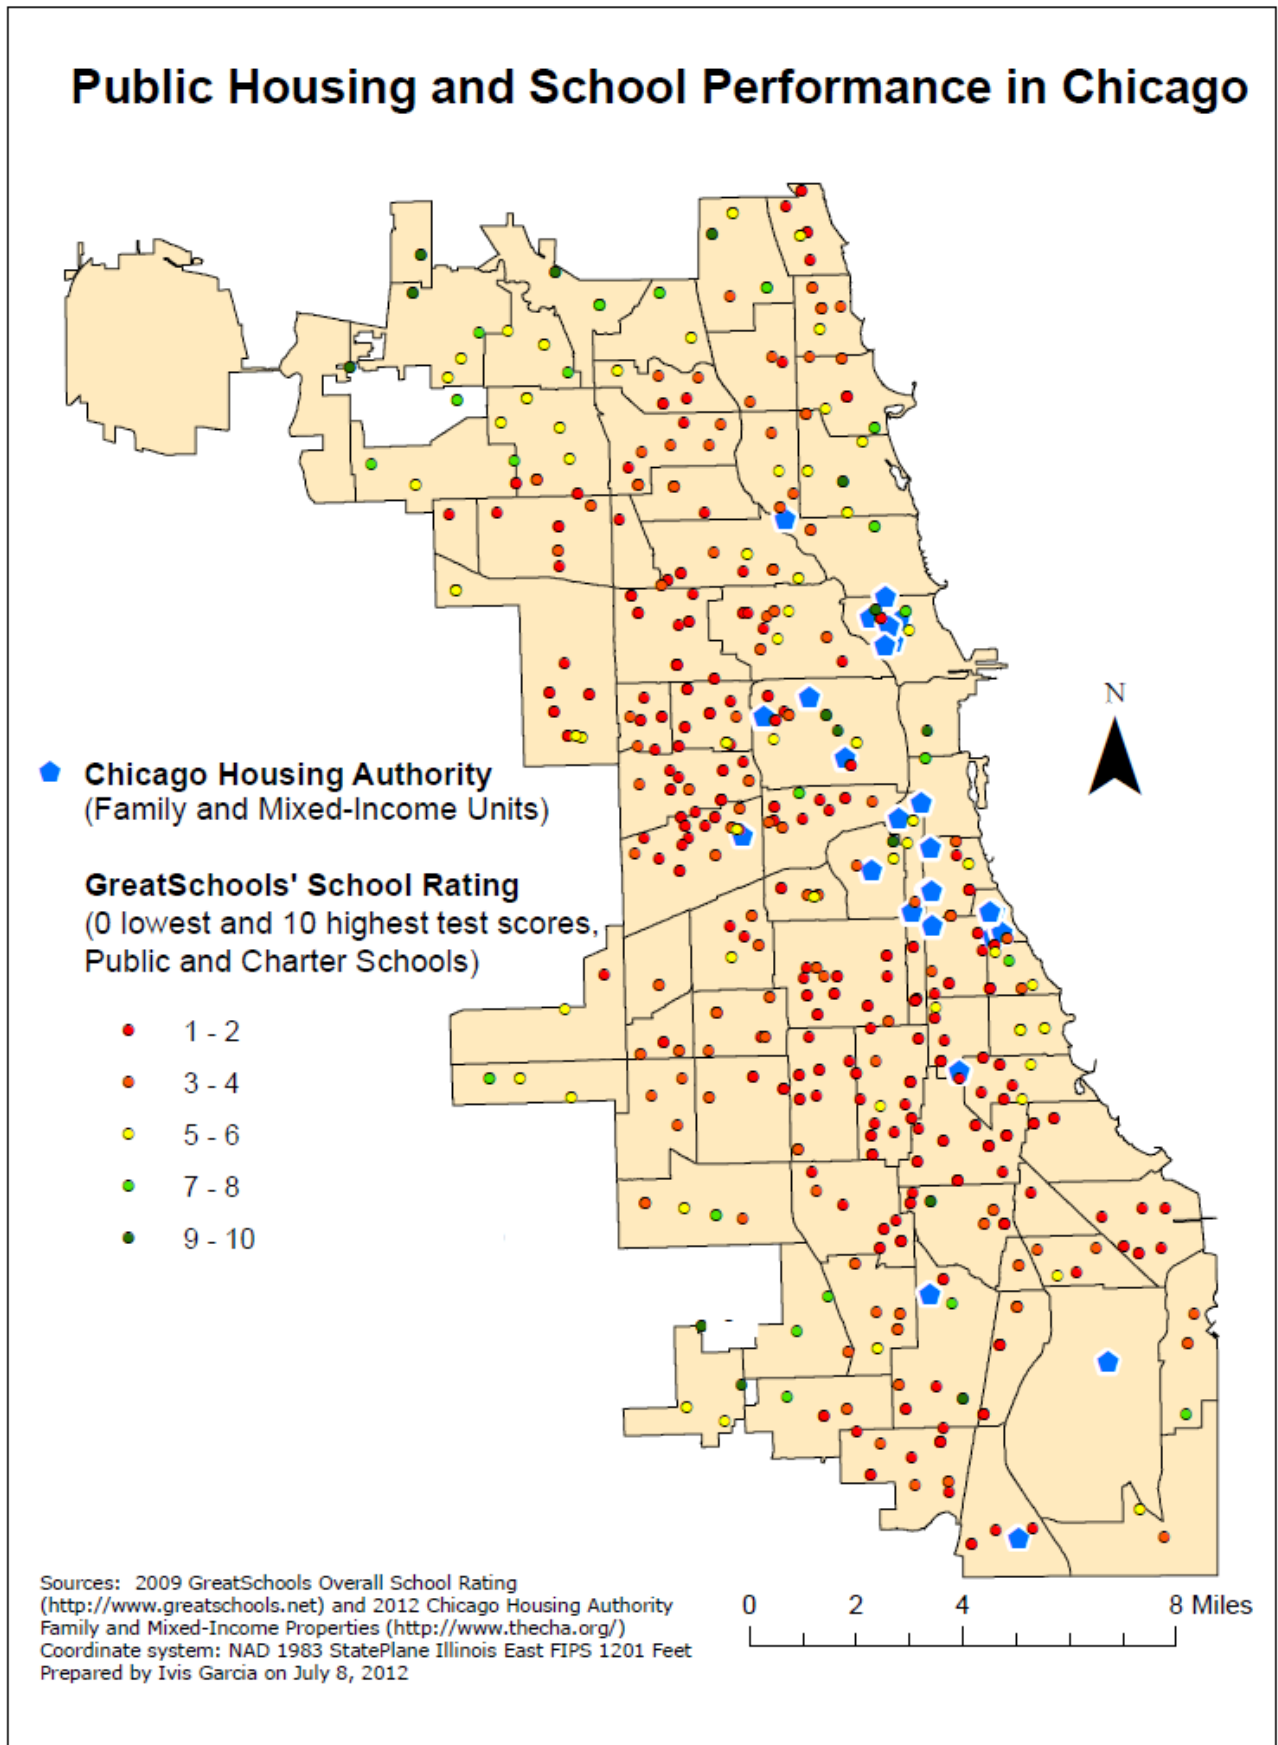 Public Housing and School Performance in Chicago
N
Chicago Housing Authority
(Family and Mixed-Income Units)
GreatSchools' School Rating
(0 lowest and 10 highest test scores,
Public and Charter Schools)
1 - 2
3 - 4
5 - 6
7 - 8
9 - 10
Sources: 2009 GreatSchools Overall School Rating
(http://www.greatschools.net) and 2012 Chicago Housing Authority
Family and Mixed-Income Properties (http://www.thecha.org/)
Coordinate system: NAD 1983 StatePlane Illinois East FIPS 1201 Feet
Prepared by Ivis Garcia on July 8, 2012
0 2 4 8 Miles